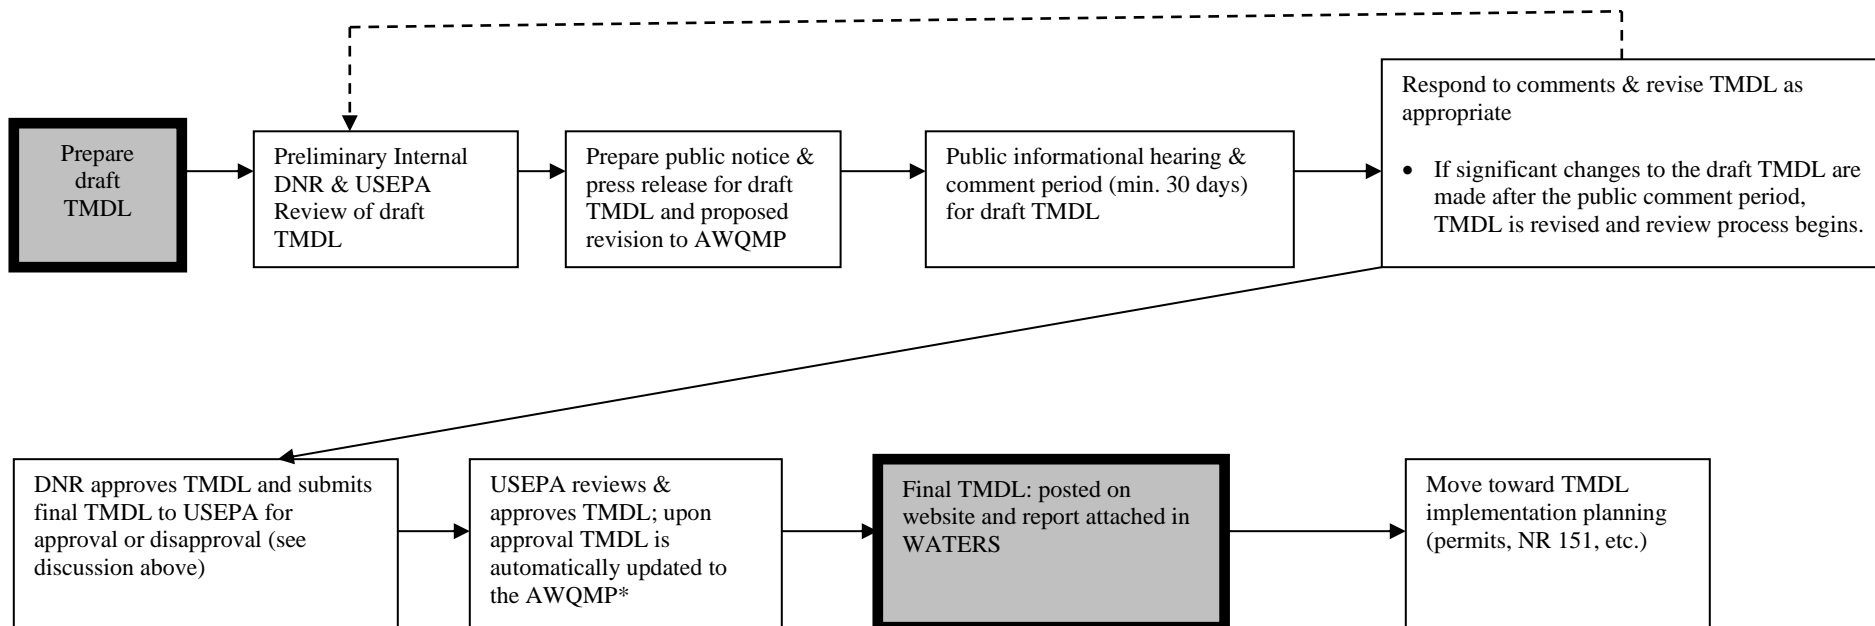 Prepare
draft
TMDL
Preliminary Internal
DNR & USEPA
Review of draft
TMDL
Prepare public notice &
press release for draft
TMDL and proposed
revision to AWQMP
Public informational hearing &
comment period (min. 30 days)
for draft TMDL
Respond to comments & revise TMDL as
appropriate
• If significant changes to the draft TMDL are
made after the public comment period,
TMDL is revised and review process begins.
DNR approves TMDL and submits
final TMDL to USEPA for
approval or disapproval (see
discussion above)
USEPA reviews &
approves TMDL; upon
approval TMDL is
automatically updated to
the AWQMP*
Final TMDL: posted on
website and report attached in
WATERS
Move toward TMDL
implementation planning
(permits, NR 151, etc.)